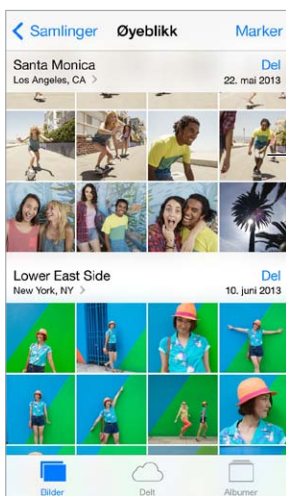 Samlinger Øyeblikk Marker
Santa Monica Del
Los Angeles, CA > 22. mai 2013
Lower East Side Del
New York, NY > 10. juni 2013
Bilder Delt Albumer